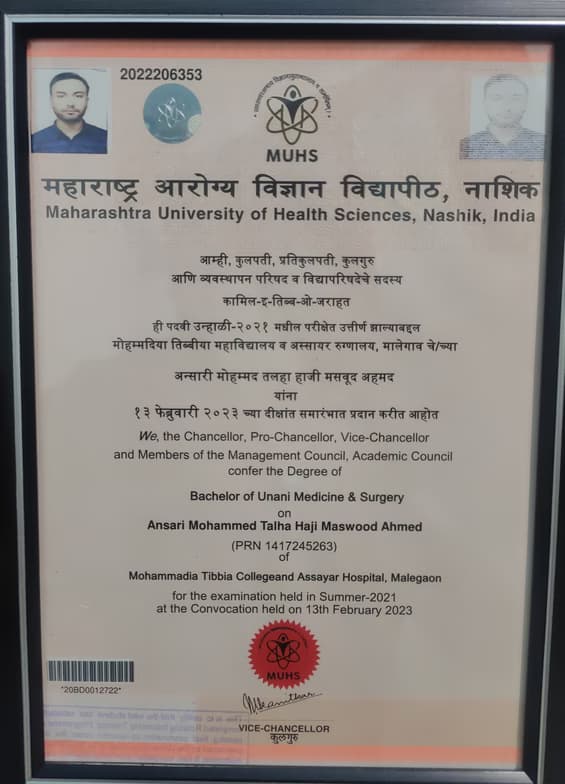 2022206353
MUHS
महाराष्ट्र आरोग्य विज्ञान विद्यापीठ, नाशिक
Maharashtra University of Health Sciences, Nashik, India
आम्ही, कुलपती, प्रतिकुलपती, कुलगुरु
आणि व्यवस्थापन परिषद व विद्यापरिषदेचे सदस्य
कामिल-इ-तिब्ब-ओ-जराहत
ही पदवी उन्हाळी-२०२१ मधील परीक्षेत उत्तीर्ण झाल्याबद्दल
मोहम्मदिया तिब्बीया महाविद्यालय व अस्सायर रुग्णालय, मालेगाव चे/च्या
अन्सारी मोहम्मद तलहा हाजी मसवूद अहमद
यांना
१३ फेब्रुवारी २०२३ च्या दीक्षांत समारंभात प्रदान करीत आहोत
We, the Chancellor, Pro-Chancellor, Vice-Chancellor
and Members of the Management Council, Academic Council
confer the Degree of
Bachelor of Unani Medicine & Surgery
on
Ansari Mohammed Talha Haji Maswood Ahmed
(PRN 1417245263)
of
Mohammadia Tibbia Collegeand Assayar Hospital, Malegaon
for the examination held in Summer-2021
at the Convocation held on 13th February 2023
MUHS
*20BD0012722*
VICE-CHANCELLOR
कुलगुरु